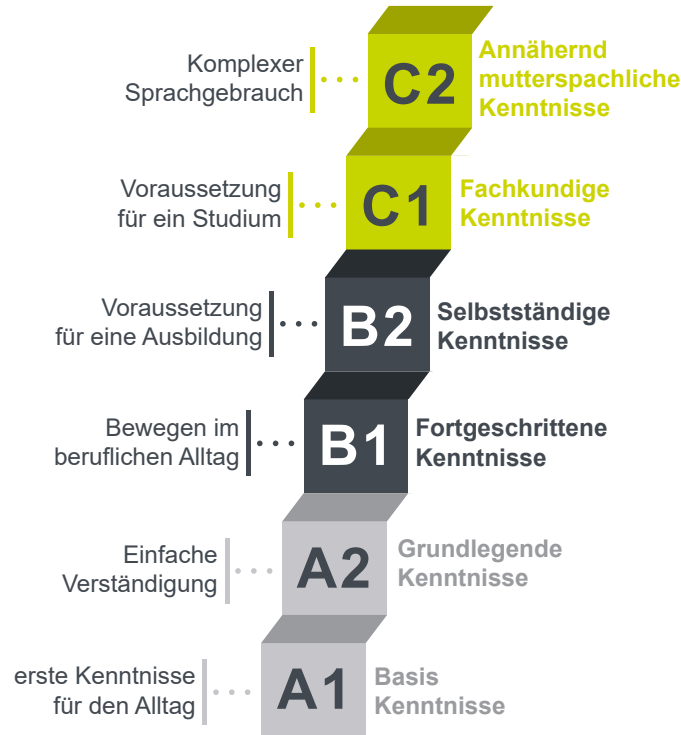 Komplexer
Sprachgebrauch
C2
Annähernd
mutterspachliche
Kenntnisse
Voraussetzung
für ein Studium
C1
Fachkundige
Kenntnisse
Voraussetzung
für eine Ausbildung
B2
Selbstständige
Kenntnisse
Bewegen im
beruflichen Alltag
B1
Fortgeschrittene
Kenntnisse
Einfache
Verständigung
A2
Grundlegende
Kenntnisse
erste Kenntnisse
für den Alltag
A1
Basis
Kenntnisse